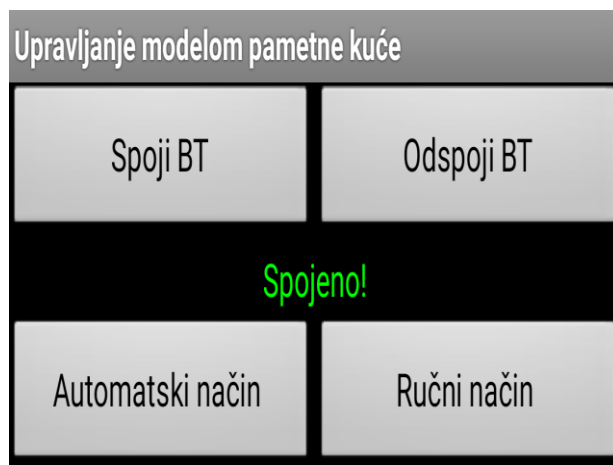 Upravljanje modelom pametne kuće
Spoji BT
Odspoji BT
Spojeno!
Automatski način
Ručni način